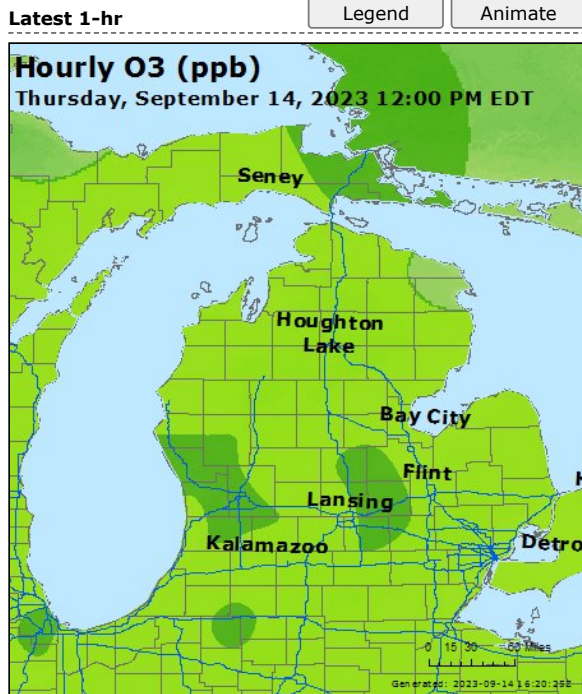 Latest 1-hr
Legend
Animate
Hourly O3 (ppb)
Thursday, September 14, 2023 12:00 PM EDT
Seney
Houghton
Lake
Bay City
Flint
H
Lansing
Detro
Kalamazoo
0 15 30 60 Miles
Generated: 2023-09-14 16:20:25Z